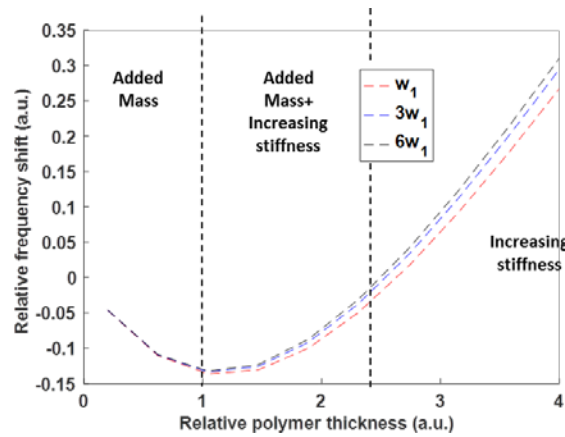 0.35
0.3
0.25
0.2
0.15
0.1
0.05
0
-0.05
-0.1
-0.15
Relative frequency shift (a.u.)
Added
Mass
Added
Mass+
Increasing
stiffness
w1
3w1
6w1
Increasing
stiffness
0 1 2 3 4
Relative polymer thickness (a.u.)